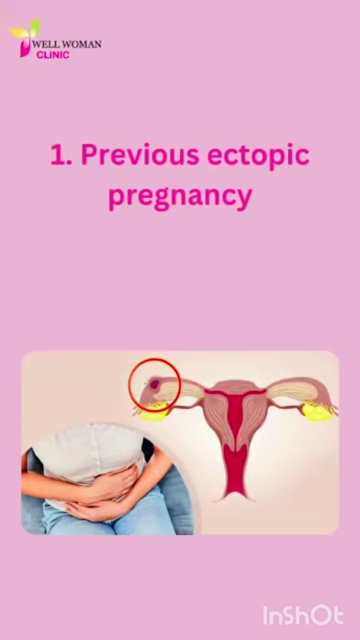 WELL WOMAN
CLINIC
1. Previous ectopic
pregnancy
InShOt